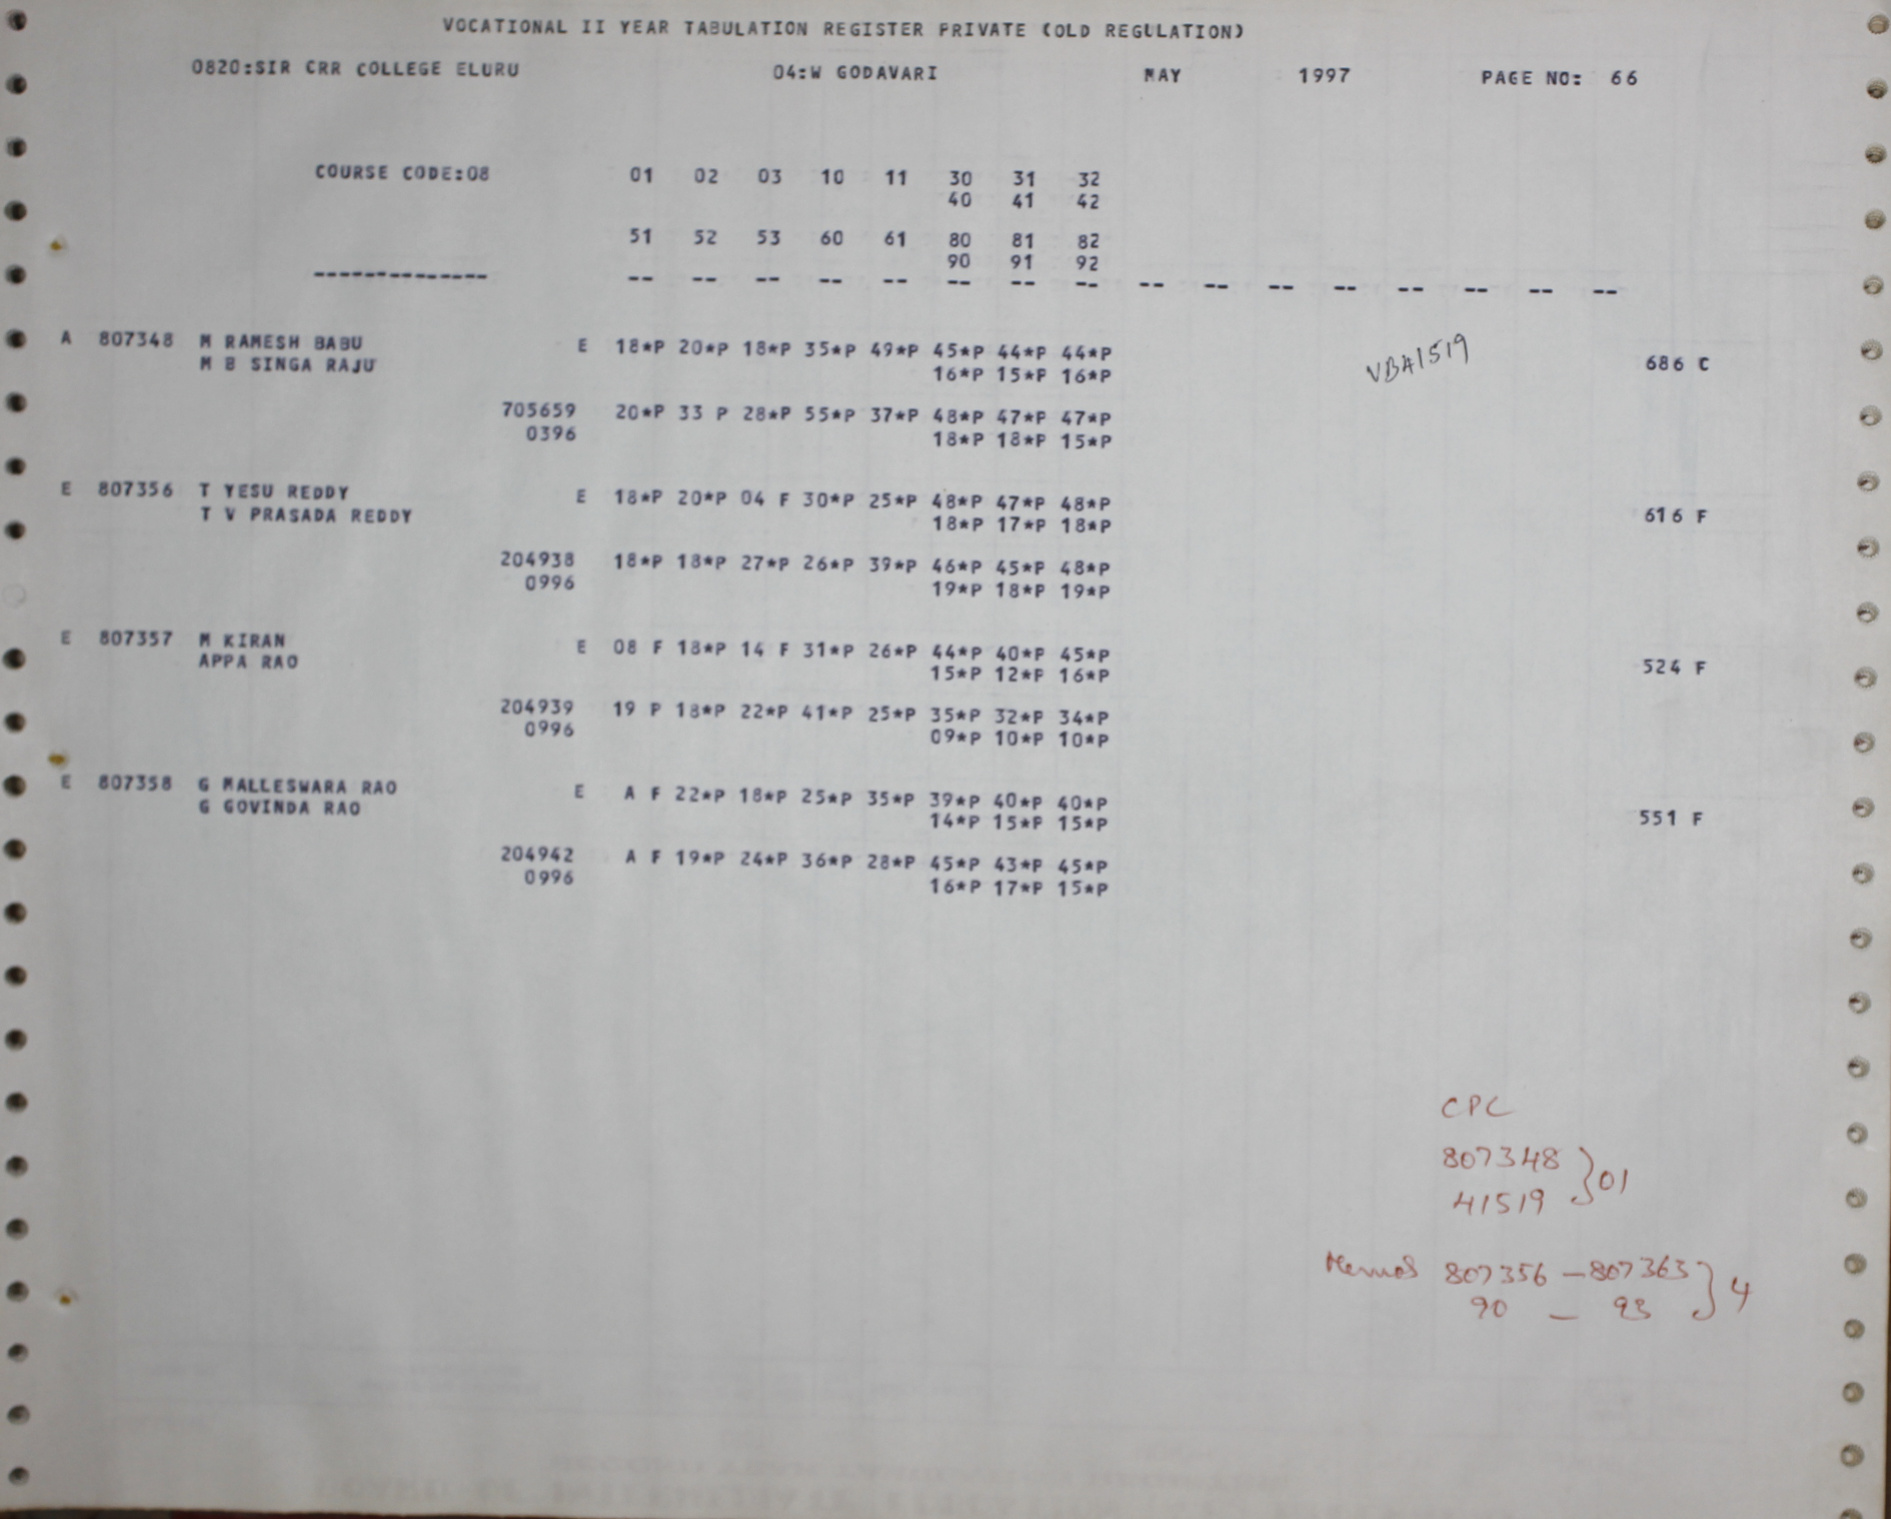 VOCATIONAL II YEAR TABULATION REGISTER PRIVATE (OLD REGULATION)
0820:SIR CRR COLLEGE ELURU 04:W GODAVARI MAY 1997 PAGE NO: 66
COURSE CODE:08 01 02 03 10 11 30 31 32
40 41 42
51 52 53 60 61 80 81 82
90 91 92
-------------- -- -- -- -- -- -- -- -- -- -- -- -- -- -- -- --
A 807348 M RAMESH BABU E 18*P 20*P 18*P 35*P 49*P 45*P 44*P 44*P VBA1519
M B SINGA RAJU 16*P 15*P 16*P 686 C
705659 20*P 33 P 28*P 55*P 37*P 48*P 47*P 47*P
0396 18*P 18*P 15*P
E 807356 T YESU REDDY E 18*P 20*P 04 F 30*P 25*P 48*P 47*P 48*P
T V PRASADA REDDY 18*P 17*P 18*P 616 F
204938 18*P 18*P 27*P 26*P 39*P 46*P 45*P 48*P
0996 19*P 18*P 19*P
E 807357 M KIRAN E 08 F 18*P 14 F 31*P 26*P 44*P 40*P 45*P
APPA RAO 15*P 12*P 16*P 524 F
204939 19 P 18*P 22*P 41*P 25*P 35*P 32*P 34*P
0996 09*P 10*P 10*P
E 807358 G MALLESWARA RAO E A F 22*P 18*P 25*P 35*P 39*P 40*P 40*P
G GOVINDA RAO 14*P 15*P 15*P 551 F
204942 A F 19*P 24*P 36*P 28*P 45*P 43*P 45*P
0996 16*P 17*P 15*P
CPC
807348 } 01
41519
Memos 807356 – 807363 } 4
90 – 93